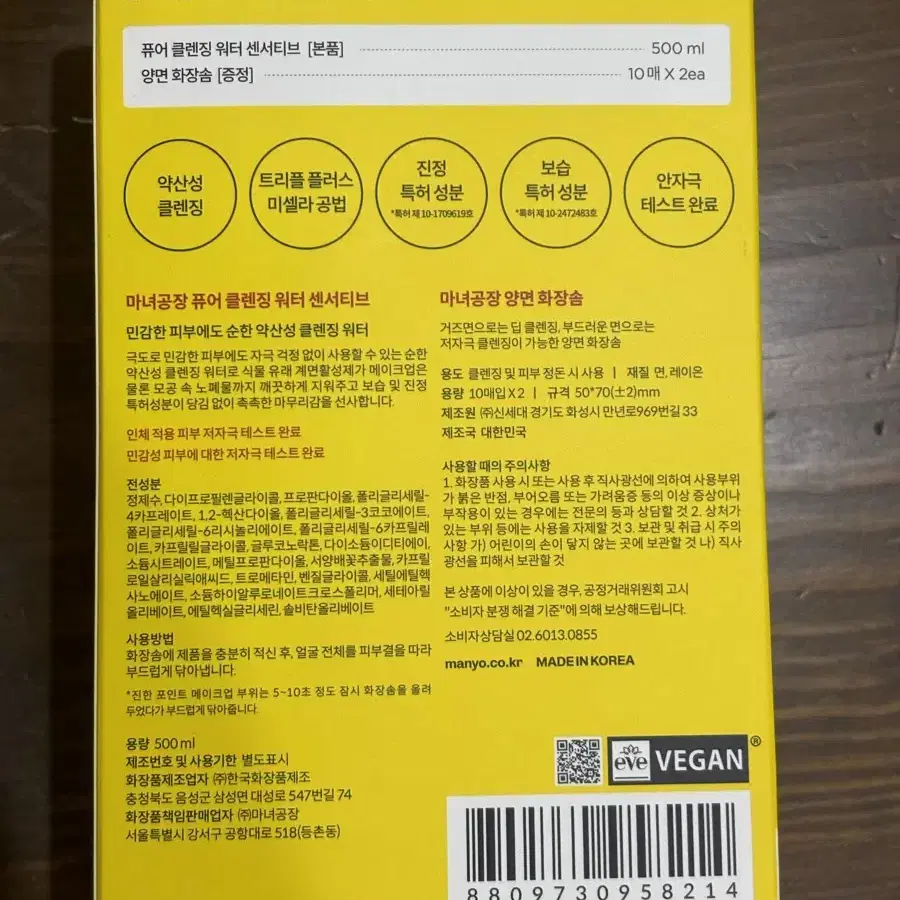 퓨어 클렌징 워터 센서티브 [본품] 500 ml
양면 화장솜 [증정] 10매 X 2ea
약산성
클렌징
트리플 플러스
미셀라 공법
진정
특허 성분
*특허 제 10-1709619호
보습
특허 성분
*특허 제 10-2472483호
안자극
테스트 완료
마녀공장 퓨어 클렌징 워터 센서티브
민감한 피부에도 순한 약산성 클렌징 워터
극도로 민감한 피부에도 자극 걱정 없이 사용할 수 있는 순한
약산성 클렌징 워터로 식물 유래 계면활성제가 메이크업은
물론 모공 속 노폐물까지 깨끗하게 지워주고 보습 및 진정
특허성분이 당김 없이 촉촉한 마무리감을 선사합니다.
인체 적용 피부 저자극 테스트 완료
민감성 피부에 대한 저자극 테스트 완료
전성분
정제수, 다이프로필렌글라이콜, 프로판다이올, 폴리글리세릴-
4카프레이트, 1,2-헥산다이올, 폴리글리세릴-3코코에이트,
폴리글리세릴-6리시놀리에이트, 폴리글리세릴-6카프릴레
이트, 카프릴릴글라이콜, 글루코노락톤, 다이소듐이디티에이,
소듐시트레이트, 메틸프로판다이올, 서양배꽃추출물, 카프릴
로일살리실릭애씨드, 트로메타민, 벤질글라이콜, 세틸에틸헥
사노에이트, 소듐하이알루로네이트크로스폴리머, 세테아릴
올리베이트, 에틸헥실글리세린, 솔비탄올리베이트
사용방법
화장솜에 제품을 충분히 적신 후, 얼굴 전체를 피부결을 따라
부드럽게 닦아냅니다.
*진한 포인트 메이크업 부위는 5~10초 정도 잠시 화장솜을 올려
두었다가 부드럽게 닦아줍니다.
용량 500ml
제조번호 및 사용기한 별도표시
화장품제조업자 ㈜한국화장품제조
충청북도 음성군 삼성면 대성로 547번길 74
화장품책임판매업자 ㈜마녀공장
서울특별시 강서구 공항대로 518(등촌동)
마녀공장 양면 화장솜
거즈면으로는 딥 클렌징, 부드러운 면으로는
저자극 클렌징이 가능한 양면 화장솜
용도 클렌징 및 피부 정돈 시 사용 | 재질 면, 레이온
용량 10매입 X 2 | 규격 50*70(±2)mm
제조원 ㈜신세대 경기도 화성시 만년로969번길 33
제조국 대한민국
사용할 때의 주의사항
1. 화장품 사용 시 또는 사용 후 직사광선에 의하여 사용부위
가 붉은 반점, 부어오름 또는 가려움증 등의 이상 증상이나
부작용이 있는 경우에는 전문의 등과 상담할 것 2. 상처가
있는 부위 등에는 사용을 자제할 것 3. 보관 및 취급 시 주의
사항 가) 어린이의 손이 닿지 않는 곳에 보관할 것 나) 직사
광선을 피해서 보관할 것
본 상품에 이상이 있을 경우, 공정거래위원회 고시
"소비자 분쟁 해결 기준"에 의해 보상해드립니다.
소비자상담실 02.6013.0855
manyo.co.kr MADE IN KOREA
eve VEGAN®
8809730958214